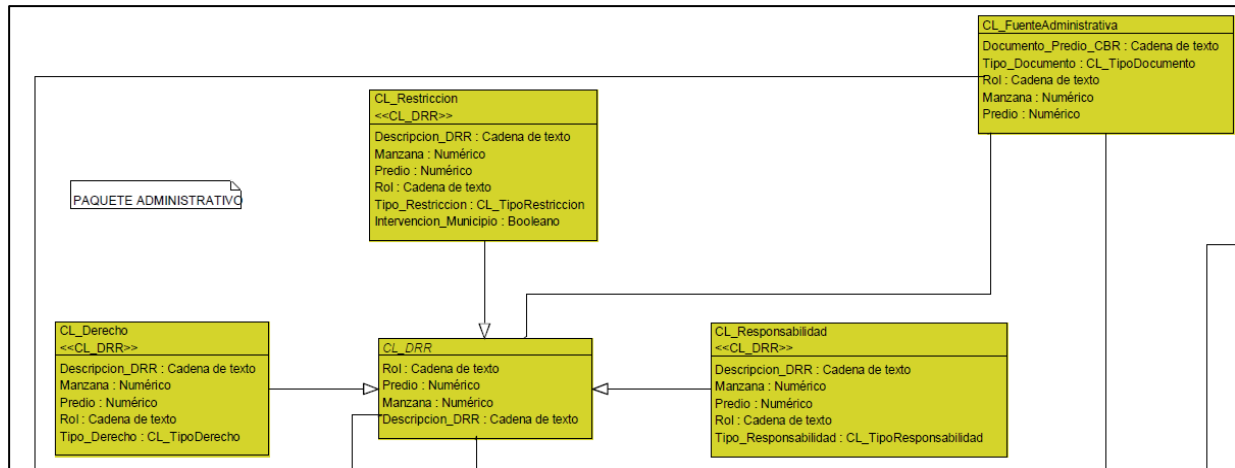 CL_FuenteAdministrativa
Documento_Predio_CBR : Cadena de texto
Tipo_Documento : CL_TipoDocumento
Rol : Cadena de texto
Manzana : Numérico
Predio : Numérico
CL_Restriccion
<<CL_DRR>>
Descripcion_DRR : Cadena de texto
Manzana : Numérico
Predio : Numérico
Rol : Cadena de texto
Tipo_Restriccion : CL_TipoRestriccion
Intervencion_Municipio : Booleano
PAQUETE ADMINISTRATIVO
CL_Derecho
<<CL_DRR>>
Descripcion_DRR : Cadena de texto
Manzana : Numérico
Predio : Numérico
Rol : Cadena de texto
Tipo_Derecho : CL_TipoDerecho
CL_DRR
Rol : Cadena de texto
Predio : Numérico
Manzana : Numérico
Descripcion_DRR : Cadena de texto
CL_Responsabilidad
<<CL_DRR>>
Descripcion_DRR : Cadena de texto
Manzana : Numérico
Predio : Numérico
Rol : Cadena de texto
Tipo_Responsabilidad : CL_TipoResponsabilidad